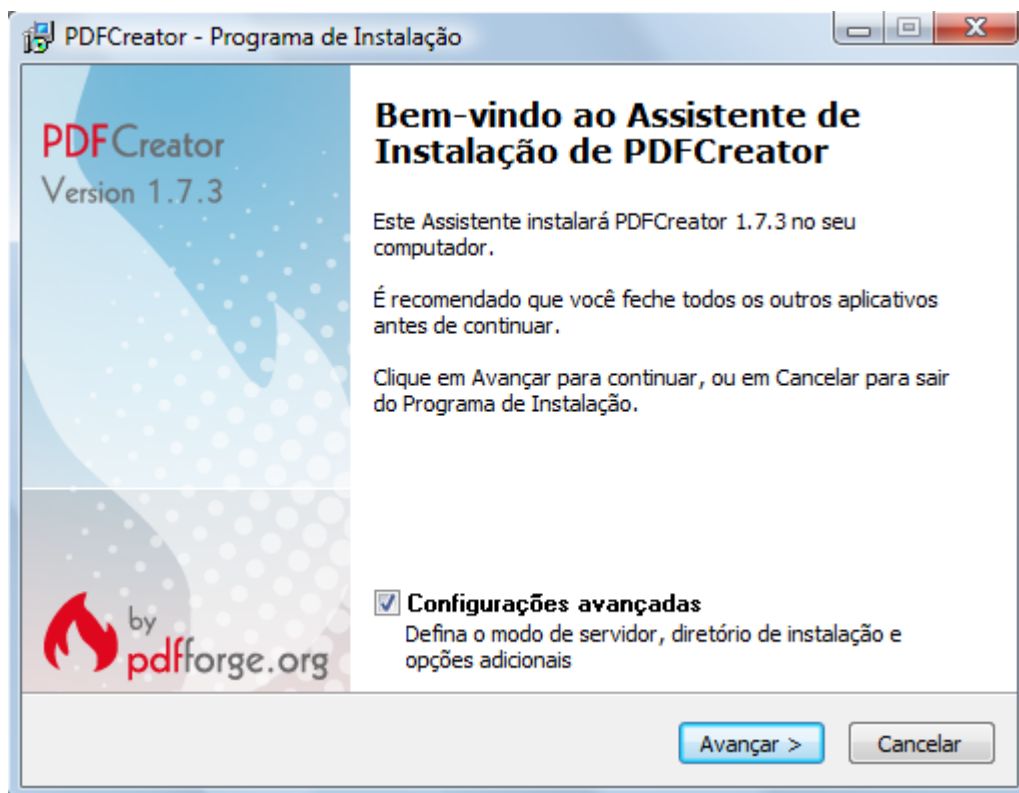 PDFCreator - Programa de Instalação
PDFCreator
Version 1.7.3
Bem-vindo ao Assistente de
Instalação de PDFCreator
Este Assistente instalará PDFCreator 1.7.3 no seu
computador.
É recomendado que você feche todos os outros aplicativos
antes de continuar.
Clique em Avançar para continuar, ou em Cancelar para sair
do Programa de Instalação.
Configurações avançadas
Defina o modo de servidor, diretório de instalação e
opções adicionais
by
pdfforge.org
Avançar >
Cancelar